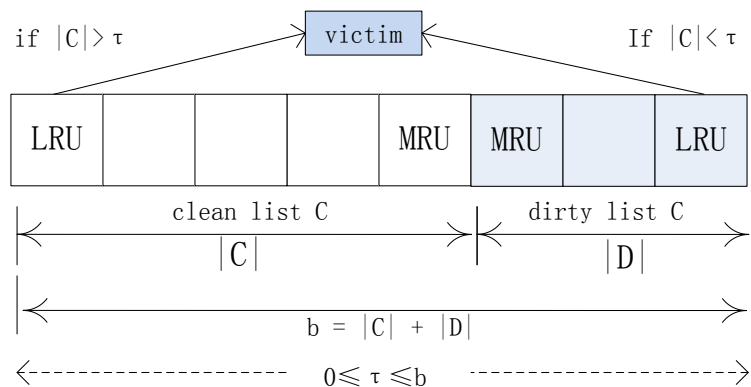 if |C|> τ
victim
If |C|< τ
LRU
MRU
MRU
LRU
clean list C
dirty list C
|C|
|D|
b = |C| + |D|
0≤ τ ≤b